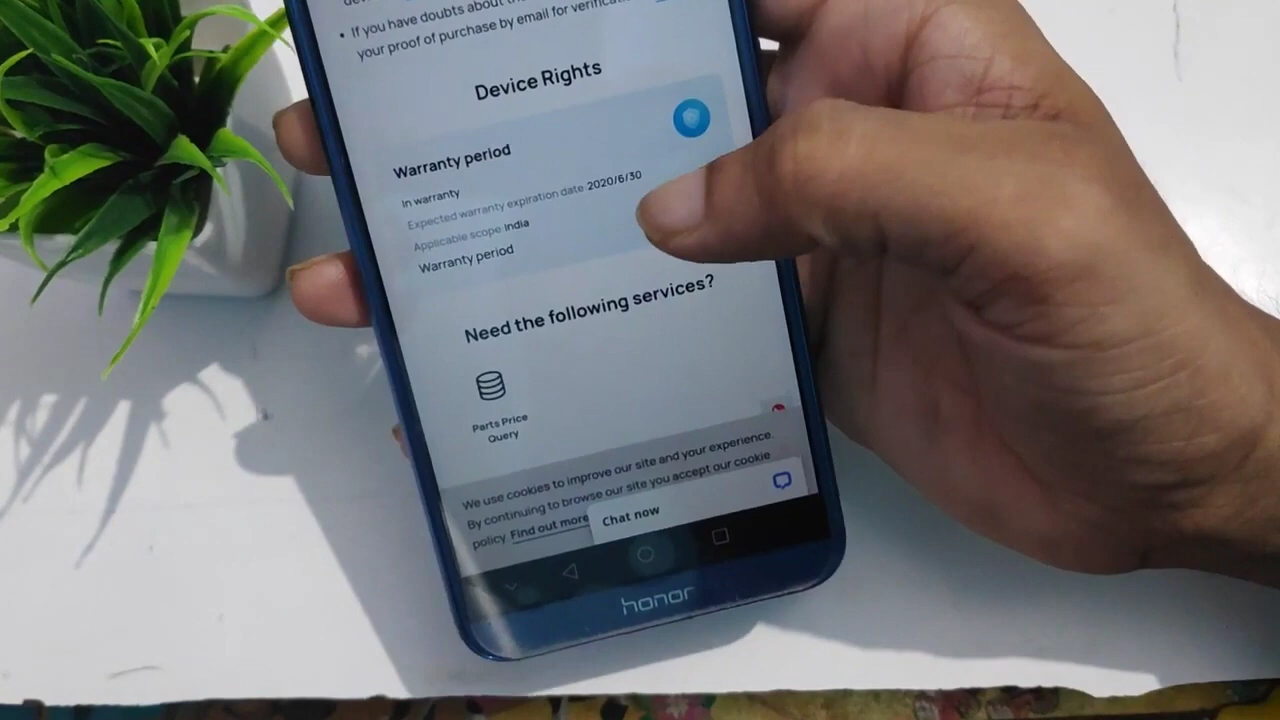 • If you have doubts about the
your proof of purchase by email for
Device Rights
Warranty period
In warranty
Expected warranty expiration date:2020/6/30
Applicable scope:India
Warranty period
Need the following services?
Parts Price
Query
We use cookies to improve our site and your experience.
By continuing to browse our site you accept our cookie
policy Find out more
Chat now
honor